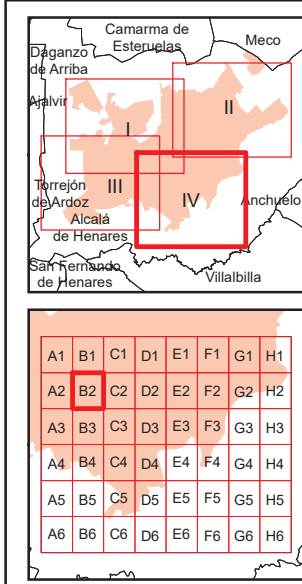 Camarma de
Esteruelas
Meco
Daganzo
de Arriba
Ajalvir
I
II
Torrejón
de Ardoz
III
IV
Anchuelo
Alcalá
de Henares
San Fernando
de Henares
Villalbilla
A1 B1 C1 D1 E1 F1 G1 H1
A2 B2 C2 D2 E2 F2 G2 H2
A3 B3 C3 D3 E3 F3 G3 H3
A4 B4 C4 D4 E4 F4 G4 H4
A5 B5 C5 D5 E5 F5 G5 H5
A6 B6 C6 D6 E6 F6 G6 H6